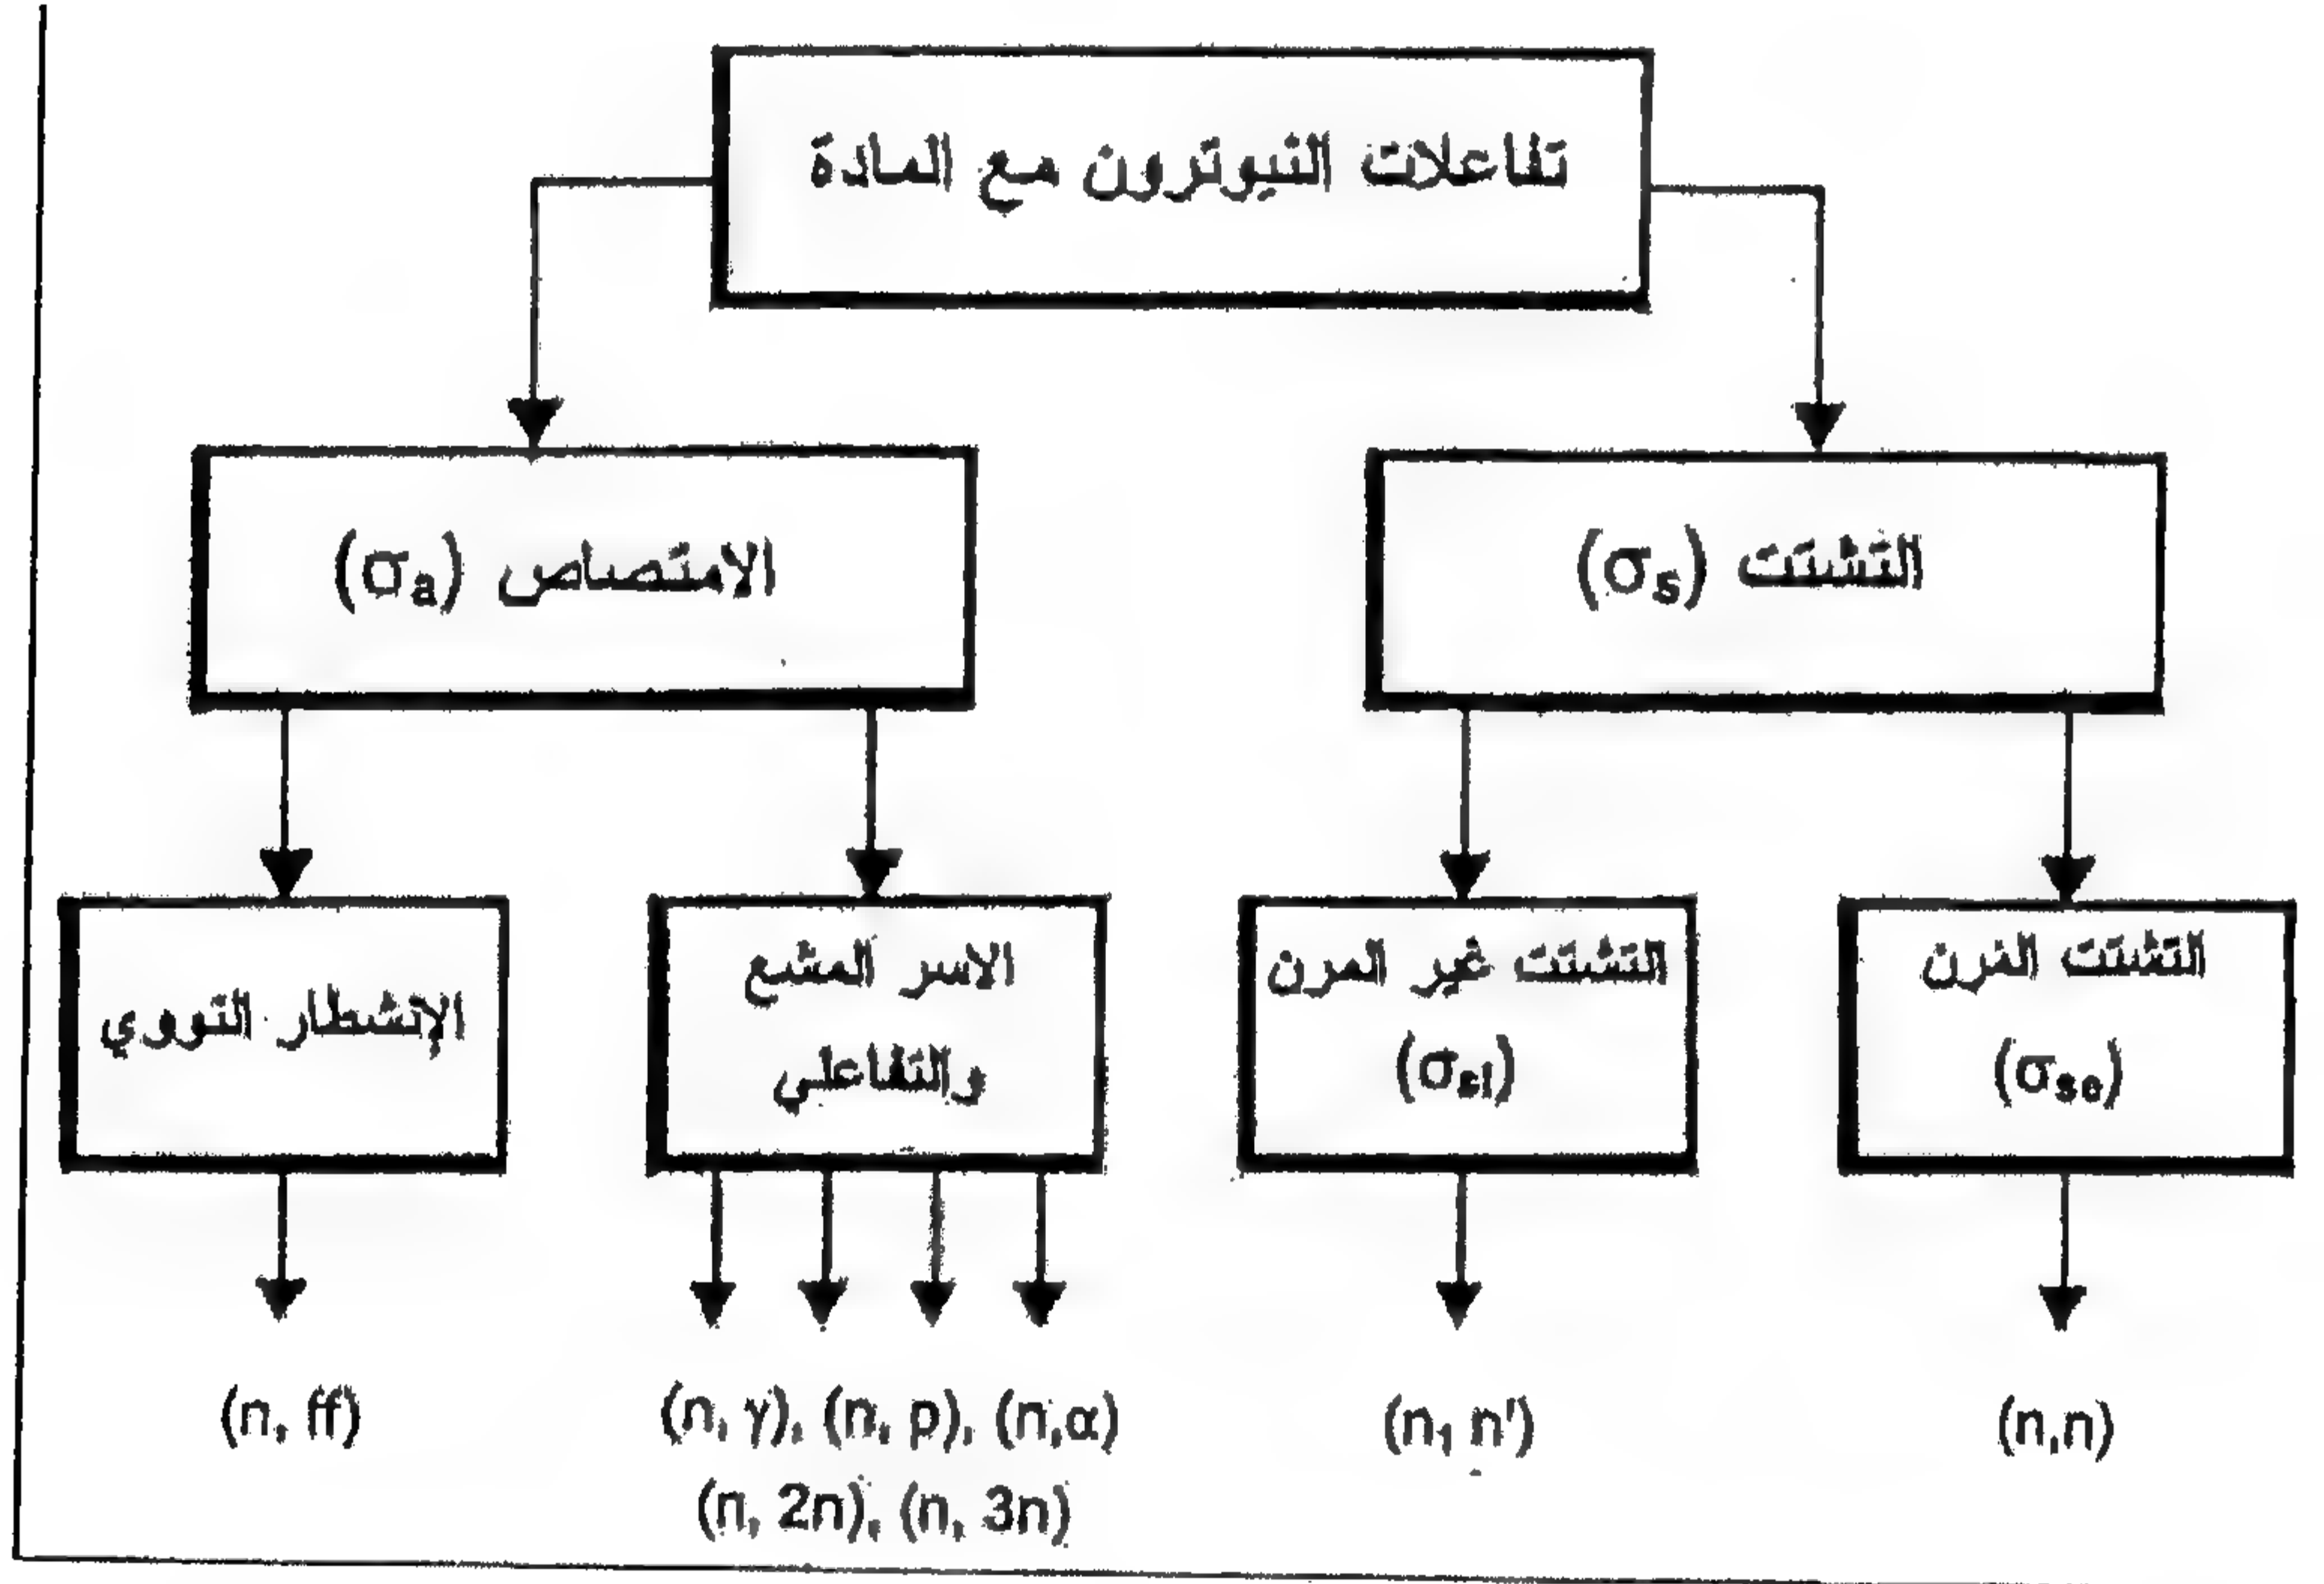 تفاعلات النيوترون مع المادة
التشتت (σs)
الامتصاص (σa)
التشتت المرن
(σse)
التشتت غير المرن
(σsi)
الاسر المشع
والتفاعلي
الإنشطار النووي
(n,n)
(n, n')
(n, γ), (n, p), (n,α)
(n, 2n), (n, 3n)
(n, ff)